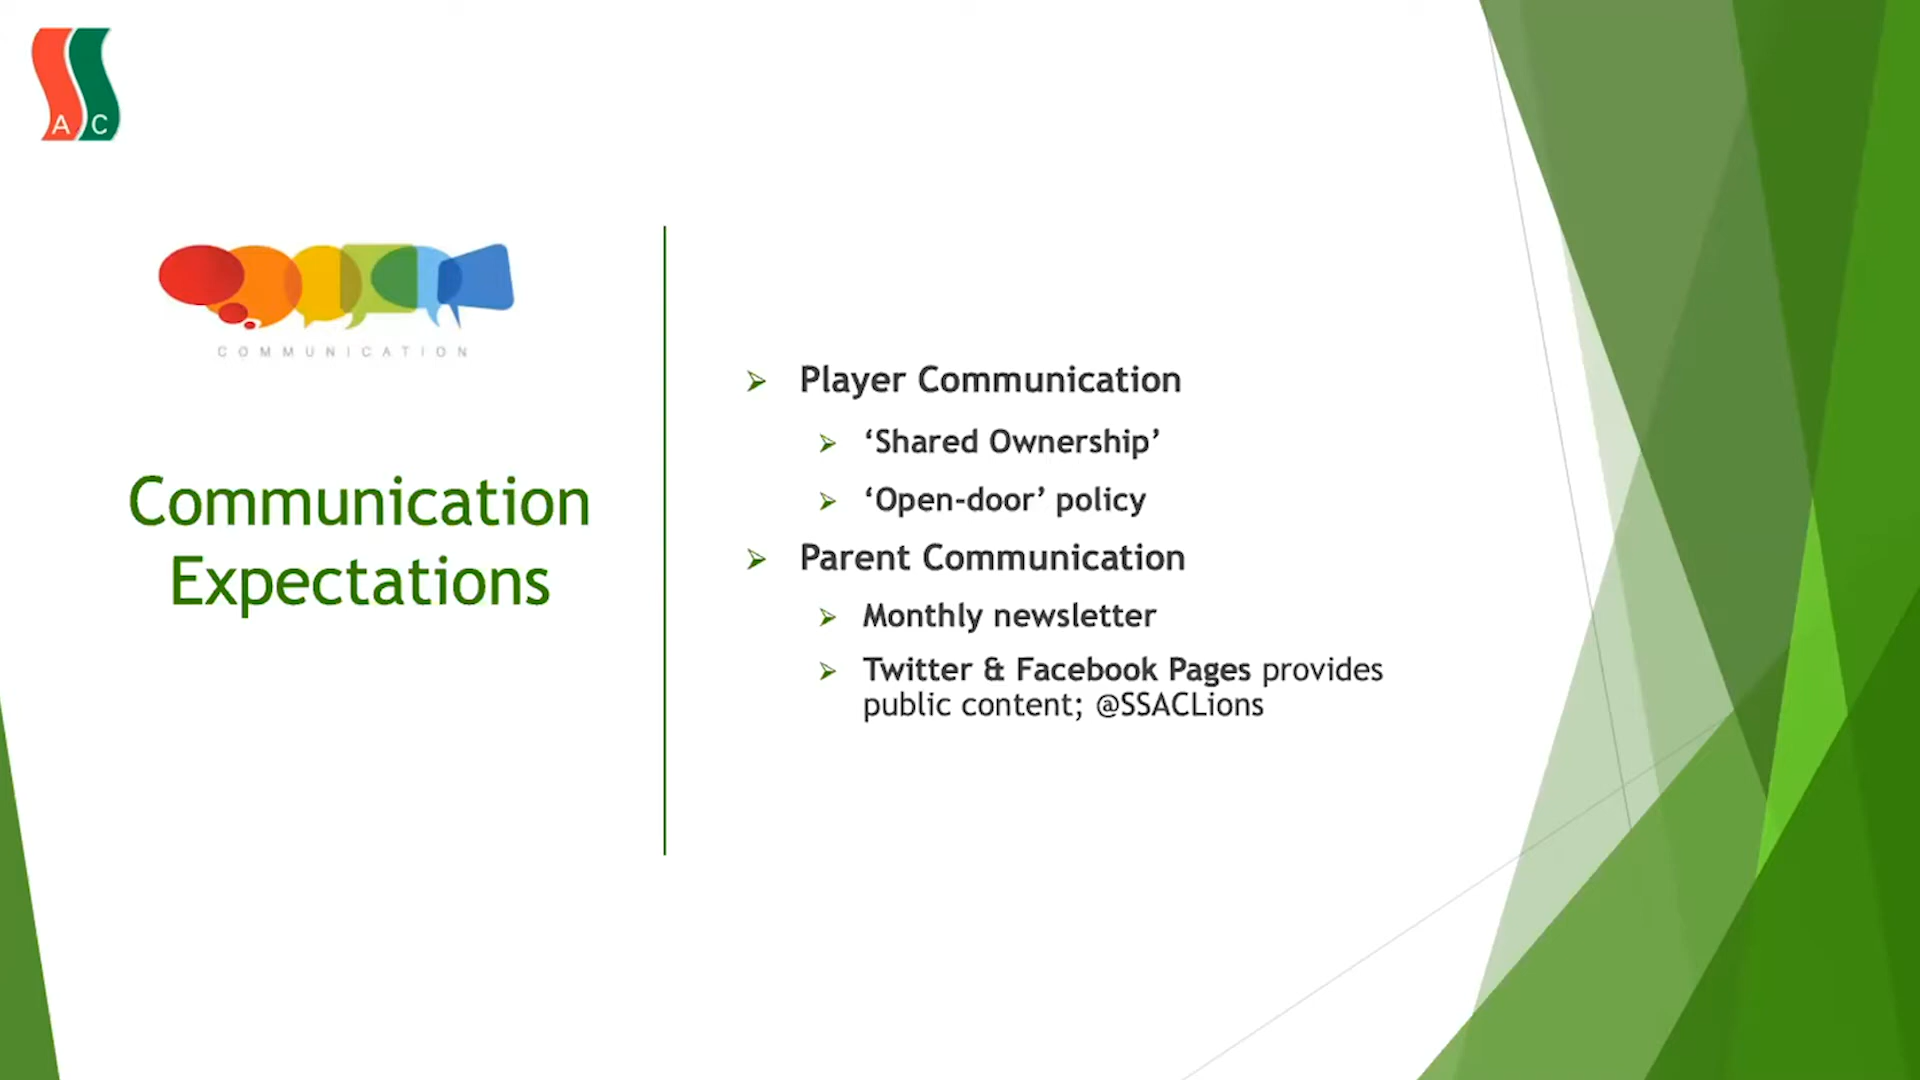 A C
COMMUNICATION
Communication
Expectations
Player Communication
‘Shared Ownership’
‘Open-door’ policy
Parent Communication
Monthly newsletter
Twitter & Facebook Pages provides
public content; @SSACLions